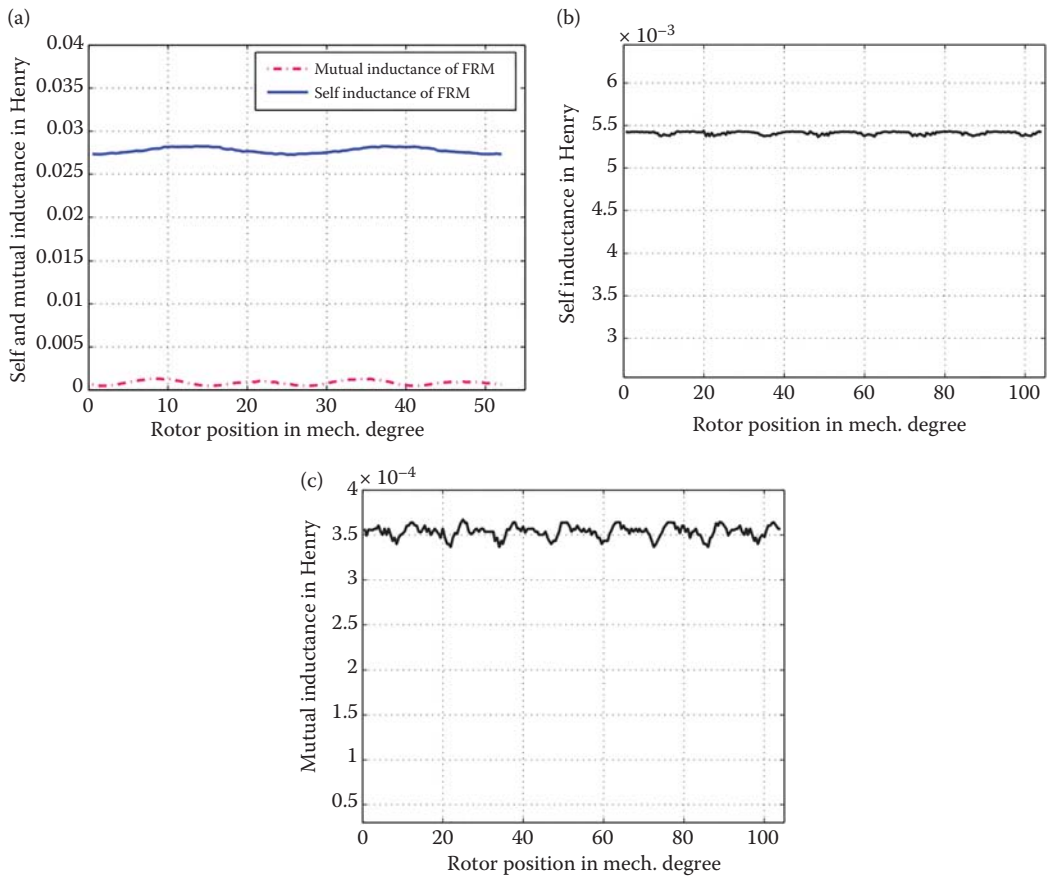 (a)
Self and mutual inductance in Henry
0.04
0.035
0.03
0.025
0.02
0.015
0.01
0.005
0
Mutual inductance of FRM
Self inductance of FRM
0 10 20 30 40 50
Rotor position in mech. degree
(b)
× 10⁻³
Self inductance in Henry
6
5.5
5
4.5
4
3.5
3
0 20 40 60 80 100
Rotor position in mech. degree
(c)
× 10⁻⁴
Mutual inductance in Henry
4
3.5
3
2.5
2
1.5
1
0.5
0 20 40 60 80 100
Rotor position in mech. degree